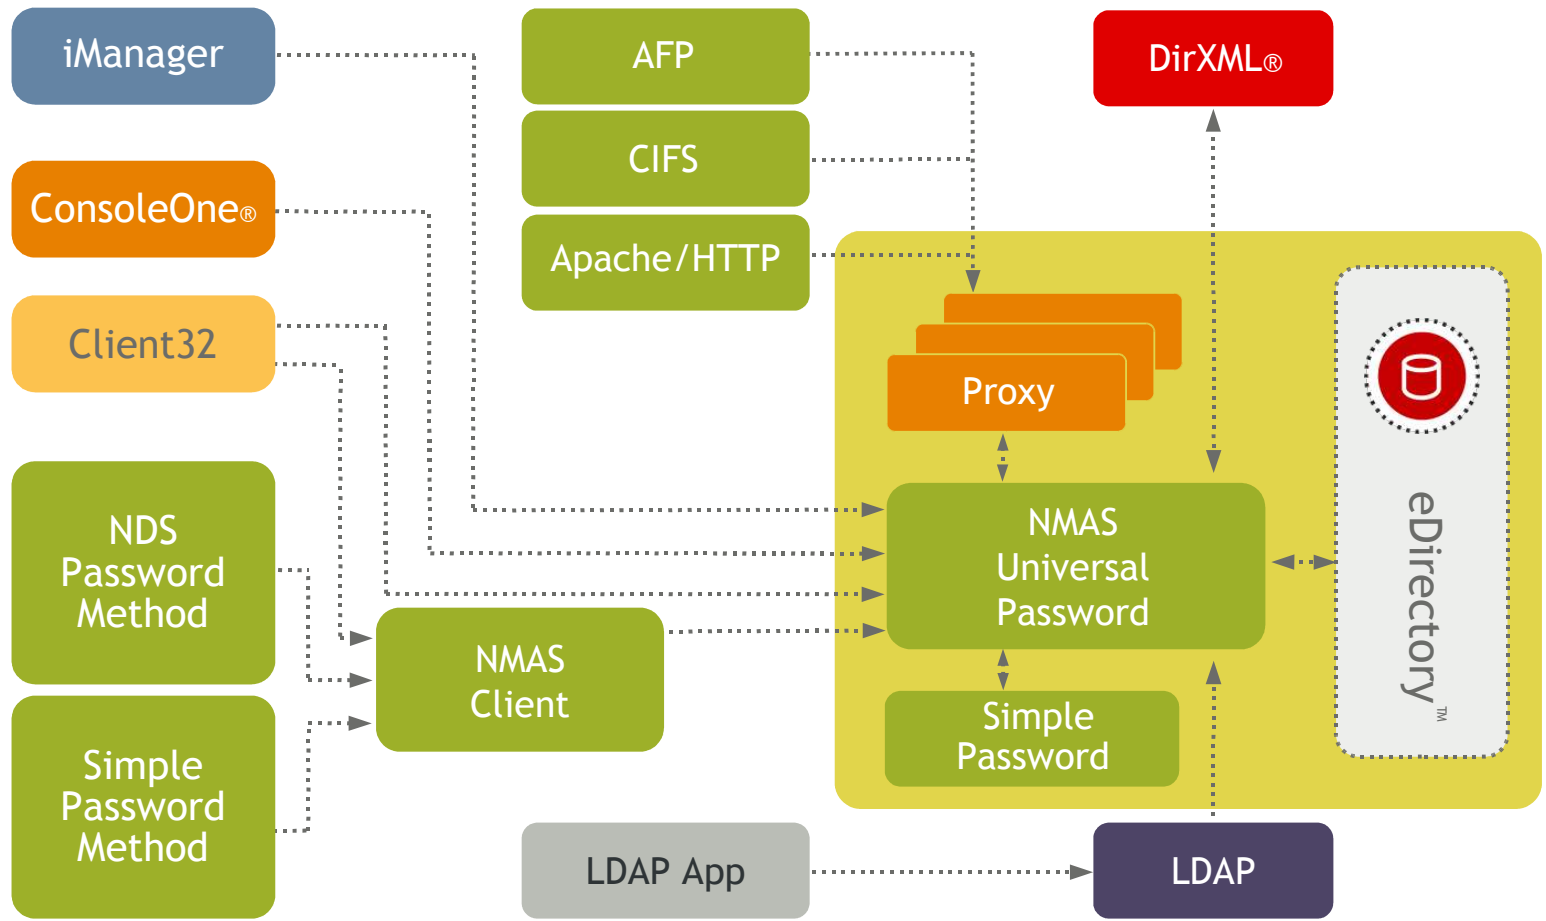 iManager
AFP
DirXML®
CIFS
ConsoleOne®
Apache/HTTP
Client32
Proxy
NDS
Password
Method
NMAS
Universal
Password
eDirectory™
NMAS
Client
Simple
Password
Simple
Password
Method
LDAP App
LDAP